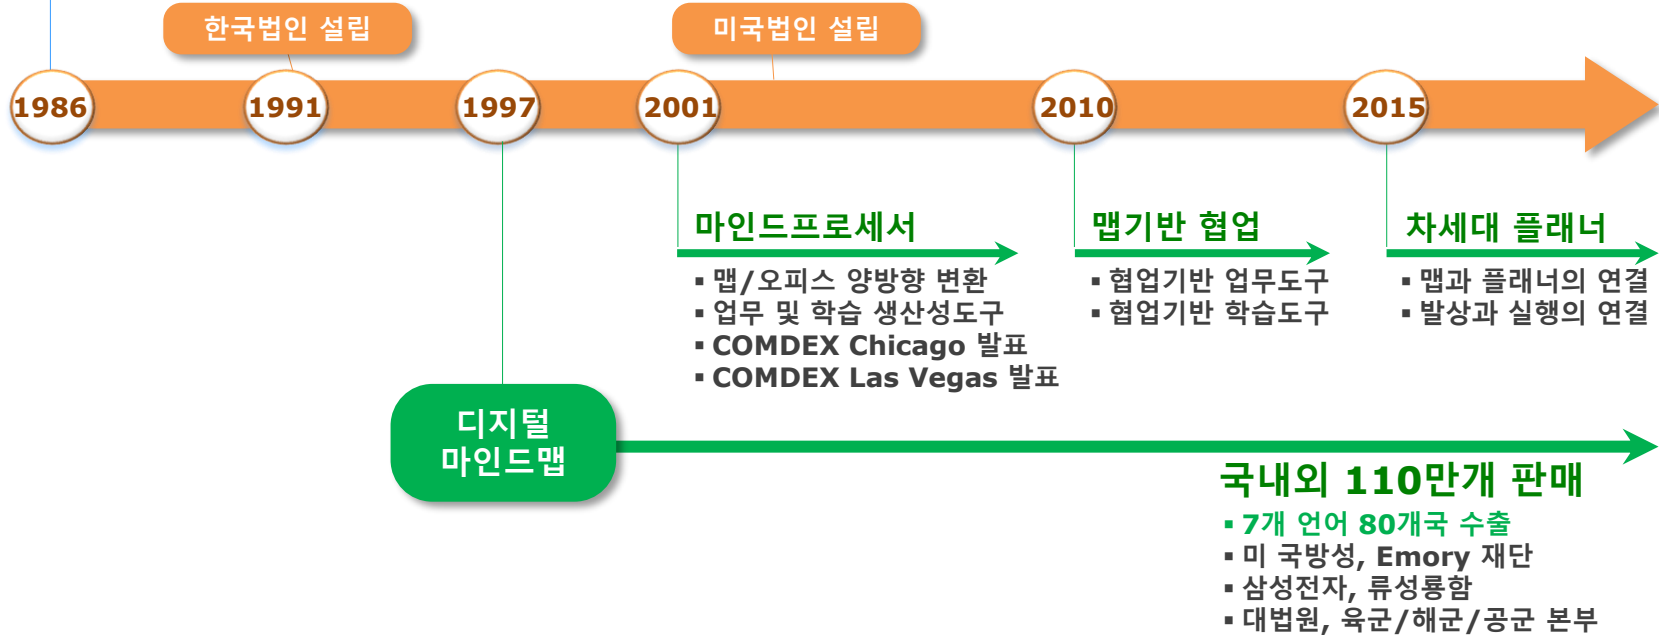 한국법인 설립
미국법인 설립
1986
1991
1997
2001
2010
2015
마인드프로세서
▪ 맵/오피스 양방향 변환
▪ 업무 및 학습 생산성도구
▪ COMDEX Chicago 발표
▪ COMDEX Las Vegas 발표
맵기반 협업
▪ 협업기반 업무도구
▪ 협업기반 학습도구
차세대 플래너
▪ 맵과 플래너의 연결
▪ 발상과 실행의 연결
디지털
마인드맵
국내외 110만개 판매
▪ 7개 언어 80개국 수출
▪ 미 국방성, Emory 재단
▪ 삼성전자, 류성룡함
▪ 대법원, 육군/해군/공군 본부